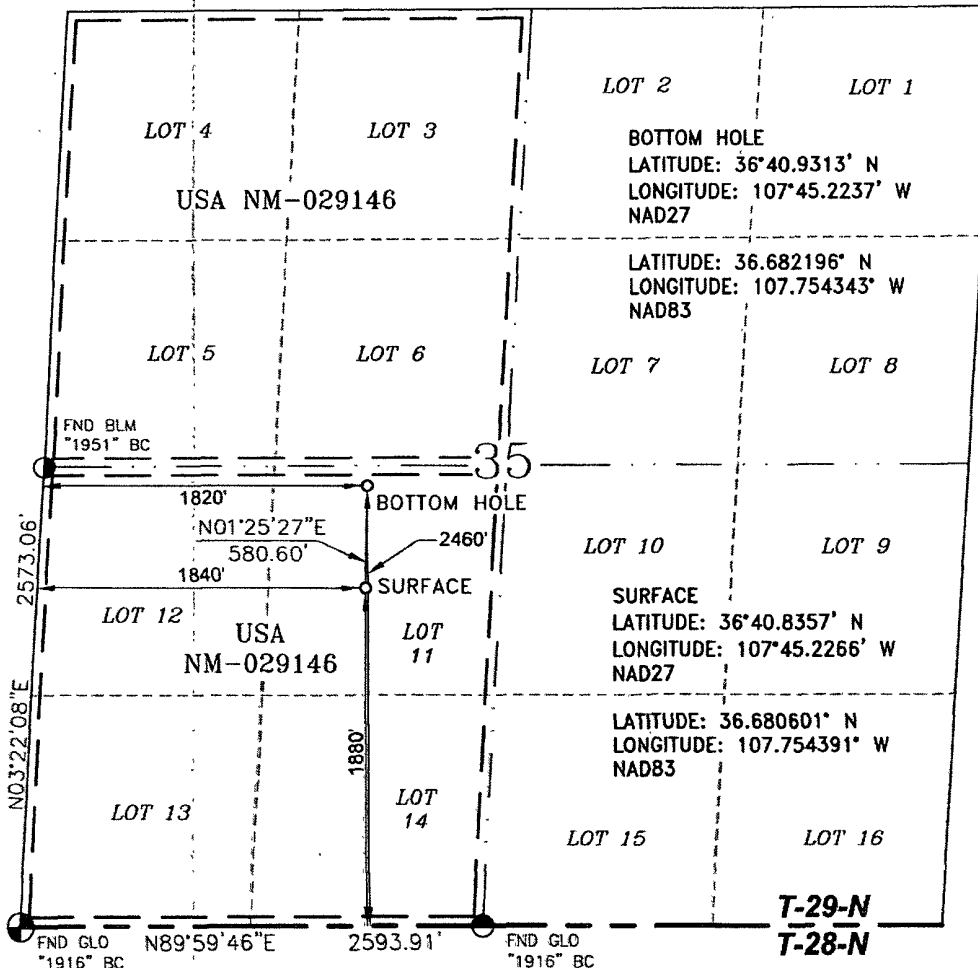 LOT 2
LOT 1
LOT 4
LOT 3
BOTTOM HOLE
LATITUDE: 36°40.9313' N
LONGITUDE: 107°45.2237' W
NAD27
USA NM-029146
LATITUDE: 36.682196° N
LONGITUDE: 107.754343° W
NAD83
LOT 5
LOT 6
LOT 7
LOT 8
FND BLM
"1951" BC
35
1820'
BOTTOM HOLE
N01°25'27"E
580.60'
2460'
LOT 10
LOT 9
1840'
SURFACE
2573.06'
LOT 12
USA
NM-029146
LOT
11
SURFACE
LATITUDE: 36°40.8357' N
LONGITUDE: 107°45.2266' W
NAD27
N03°22'08"E
1880'
LATITUDE: 36.680601° N
LONGITUDE: 107.754391° W
NAD83
LOT 13
LOT
14
LOT 15
LOT 16
T-29-N
T-28-N
FND GLO
"1916" BC
N89°59'46"E
2593.91'
FND GLO
"1916" BC